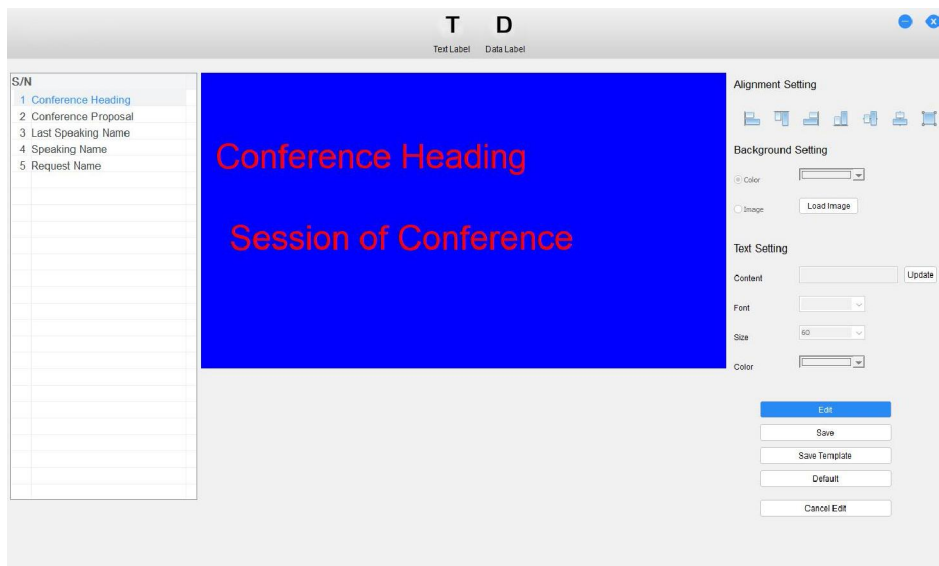 T D
Text Label Data Label
S/N
1 Conference Heading
2 Conference Proposal
3 Last Speaking Name
4 Speaking Name
5 Request Name
Conference Heading
Session of Conference
Alignment Setting
Background Setting
Color
Image Load Image
Text Setting
Content Update
Font
Size 60
Color
Edit
Save
Save Template
Default
Cancel Edit